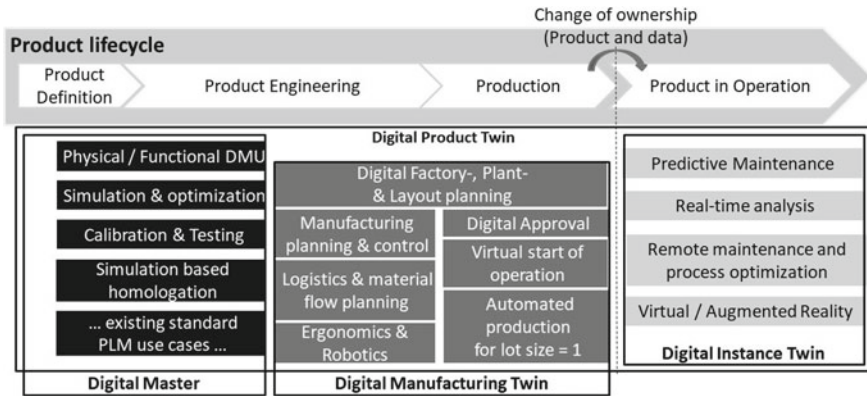 Change of ownership
(Product and data)
Product lifecycle
Product
Definition
Product Engineering
Production
Product in Operation
Digital Product Twin
Physical / Functional DMU
Simulation & optimization
Calibration & Testing
Simulation based
homologation
... existing standard
PLM use cases ...
Digital Master
Digital Factory-, Plant-
& Layout planning
Manufacturing
planning & control
Logistics & material
flow planning
Ergonomics &
Robotics
Digital Approval
Virtual start of
operation
Automated
production
for lot size = 1
Digital Manufacturing Twin
Predictive Maintenance
Real-time analysis
Remote maintenance and
process optimization
Virtual / Augmented Reality
Digital Instance Twin